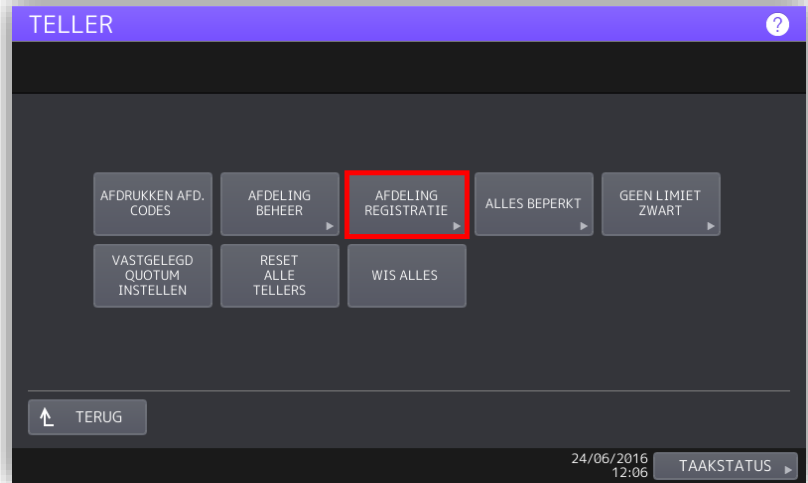 TELLER
?
AFDRUKKEN AFD.
CODES
AFDELING
BEHEER
AFDELING
REGISTRATIE
ALLES BEPERKT
GEEN LIMIET
ZWART
VASTGELEGD
QUOTUM
INSTELLEN
RESET
ALLE
TELLERS
WIS ALLES
TERUG
24/06/2016
12:06
TAAKSTATUS